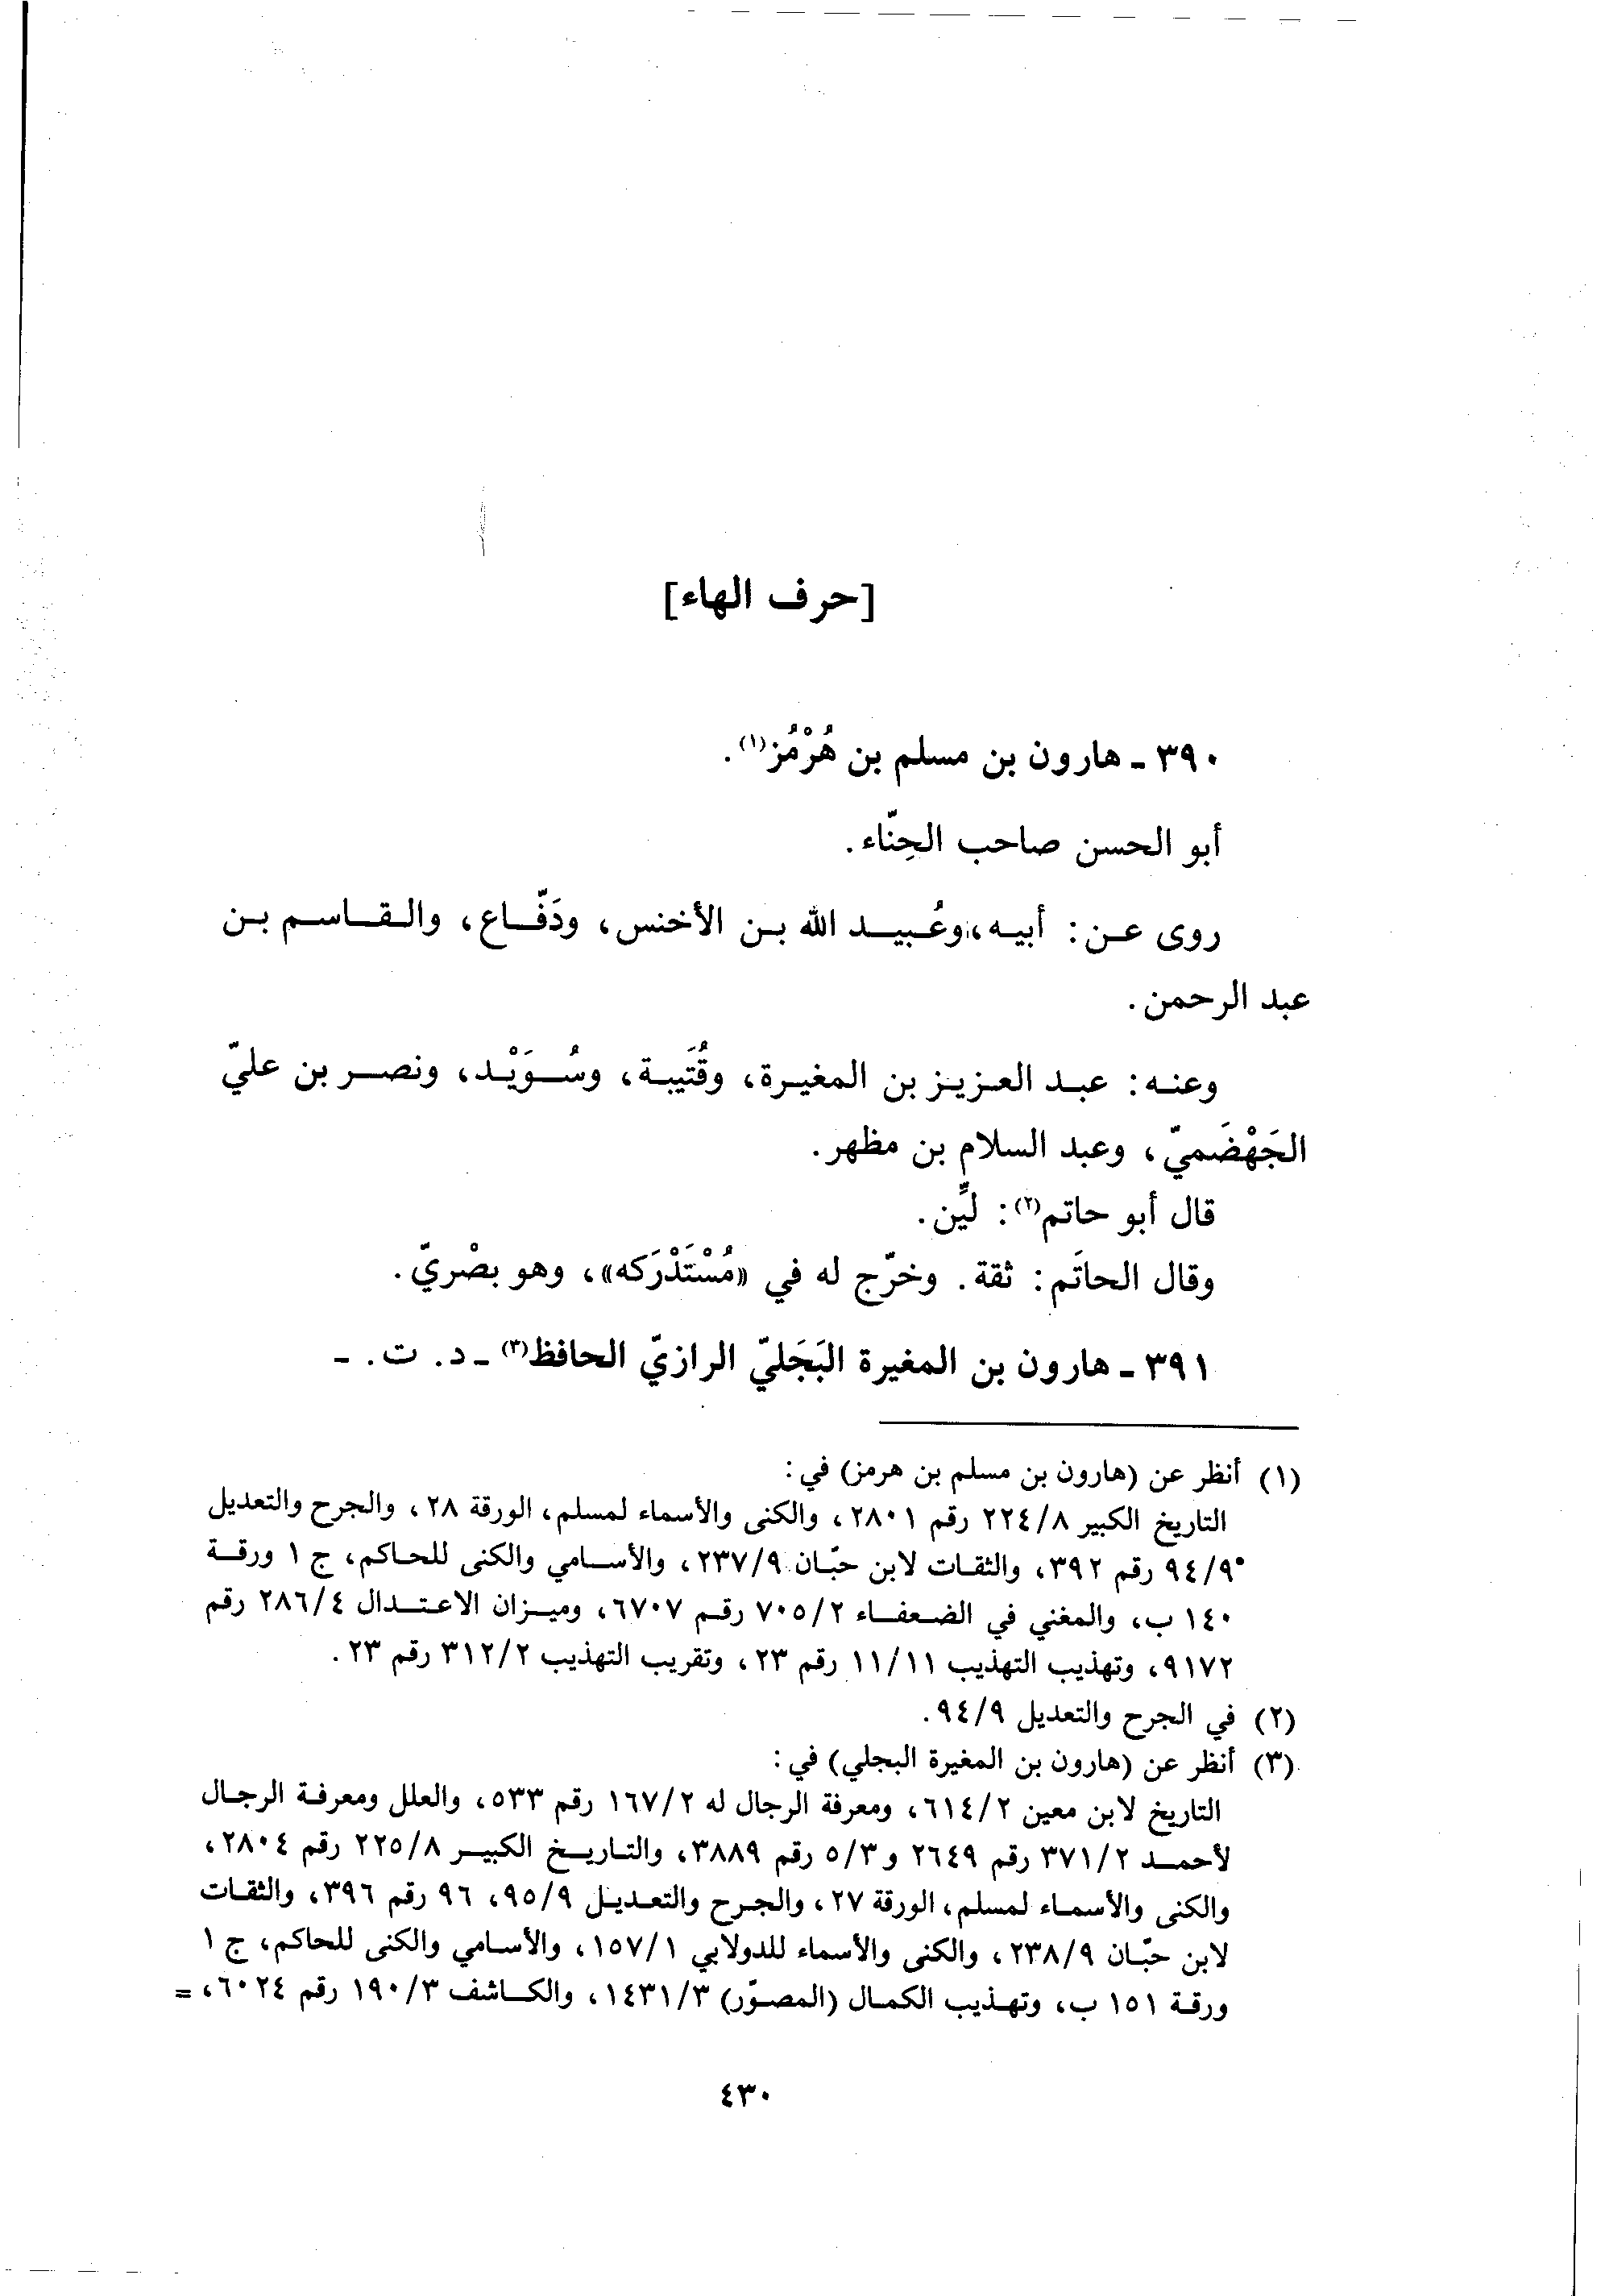 [حرف الهاء]
٣٩٠ ـ هارون بن مسلم بن هُرْمُز(١).
أبو الحسن صاحب الحِنّاء.
روى عن: أبيه، وعُبيد الله بن الأخنس، ودَفّاع، والقاسم بن
عبد الرحمن.
وعنه: عبد العزيز بن المغيرة، وقُتَيبة، وسُوَيْد، ونصر بن عليّ
الجَهْضَميّ، وعبد السلام بن مظهر.
قال أبو حاتم(٢): ليِّن.
وقال الحاتَم: ثقة. وخرّج له في «مُسْتَدْرَكه»، وهو بصْريّ.
٣٩١ ـ هارون بن المغيرة البَجَليّ الرازيّ الحافظ(٣) ـ د. ت. ـ
(١) أنظر عن (هارون بن مسلم بن هرمز) في:
التاريخ الكبير ٢٢٤/٨ رقم ٢٨٠١، والكنى والأسماء لمسلم، الورقة ٢٨، والجرح والتعديل
٩٤/٩ رقم ٣٩٢، والثقات لابن حبّان ٢٣٧/٩، والأسامي والكنى للحاكم، ج ١ ورقة
١٤٠ ب، والمغني في الضعفاء ٧٠٥/٢ رقم ٦٧٠٧، وميزان الاعتدال ٢٨٦/٤ رقم
٩١٧٢، وتهذيب التهذيب ١١/١١ رقم ٢٣، وتقريب التهذيب ٣١٢/٢ رقم ٢٣.
(٢) في الجرح والتعديل ٩٤/٩.
(٣) أنظر عن (هارون بن المغيرة البجلي) في:
التاريخ لابن معين ٦١٤/٢، ومعرفة الرجال له ١٦٧/٢ رقم ٥٣٣، والعلل ومعرفة الرجال
لأحمد ٣٧١/٢ رقم ٢٦٤٩ و٥/٣ رقم ٣٨٨٩، والتاريخ الكبير ٢٢٥/٨ رقم ٢٨٠٤،
والكنى والأسماء لمسلم، الورقة ٢٧، والجرح والتعديل ٩٥/٩، ٩٦ رقم ٣٩٦، والثقات
لابن حبّان ٢٣٨/٩، والكنى والأسماء للدولابي ١٥٧/١، والأسامي والكنى للحاكم، ج ١
ورقة ١٥١ ب، وتهذيب الكمال (المصوّر) ١٤٣١/٣، والكاشف ١٩٠/٣ رقم ٦٠٢٤، =
٤٣٠